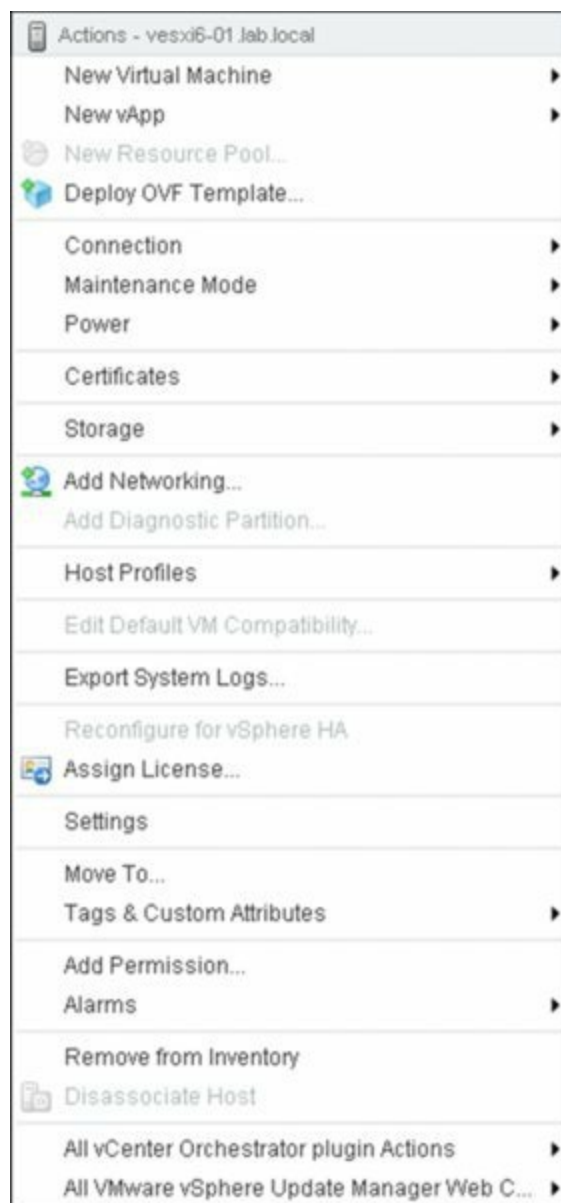 Actions - vesxi6-01.lab.local
New Virtual Machine
New vApp
New Resource Pool...
Deploy OVF Template...
Connection
Maintenance Mode
Power
Certificates
Storage
Add Networking...
Add Diagnostic Partition...
Host Profiles
Edit Default VM Compatibility...
Export System Logs...
Reconfigure for vSphere HA
Assign License...
Settings
Move To...
Tags & Custom Attributes
Add Permission...
Alarms
Remove from Inventory
Disassociate Host
All vCenter Orchestrator plugin Actions
All VMware vSphere Update Manager Web C...